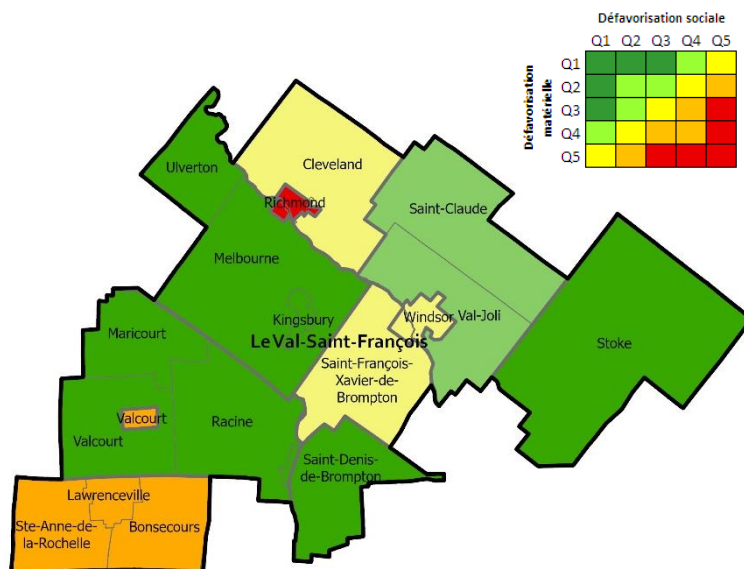 Défavorisation sociale
Q1 Q2 Q3 Q4 Q5
Défavorisation
matérielle
Q1
Q2
Q3
Q4
Q5
Ulverton
Cleveland
Richmond
Saint-Claude
Melbourne
Kingsbury
Windsor
Val-Joli
Le Val-Saint-François
Stoke
Maricourt
Saint-François-
Xavier-de-
Brompton
Valcourt
Valcourt
Racine
Saint-Denis-
de-Brompton
Lawrenceville
Ste-Anne-de-
la-Rochelle
Bonsecours